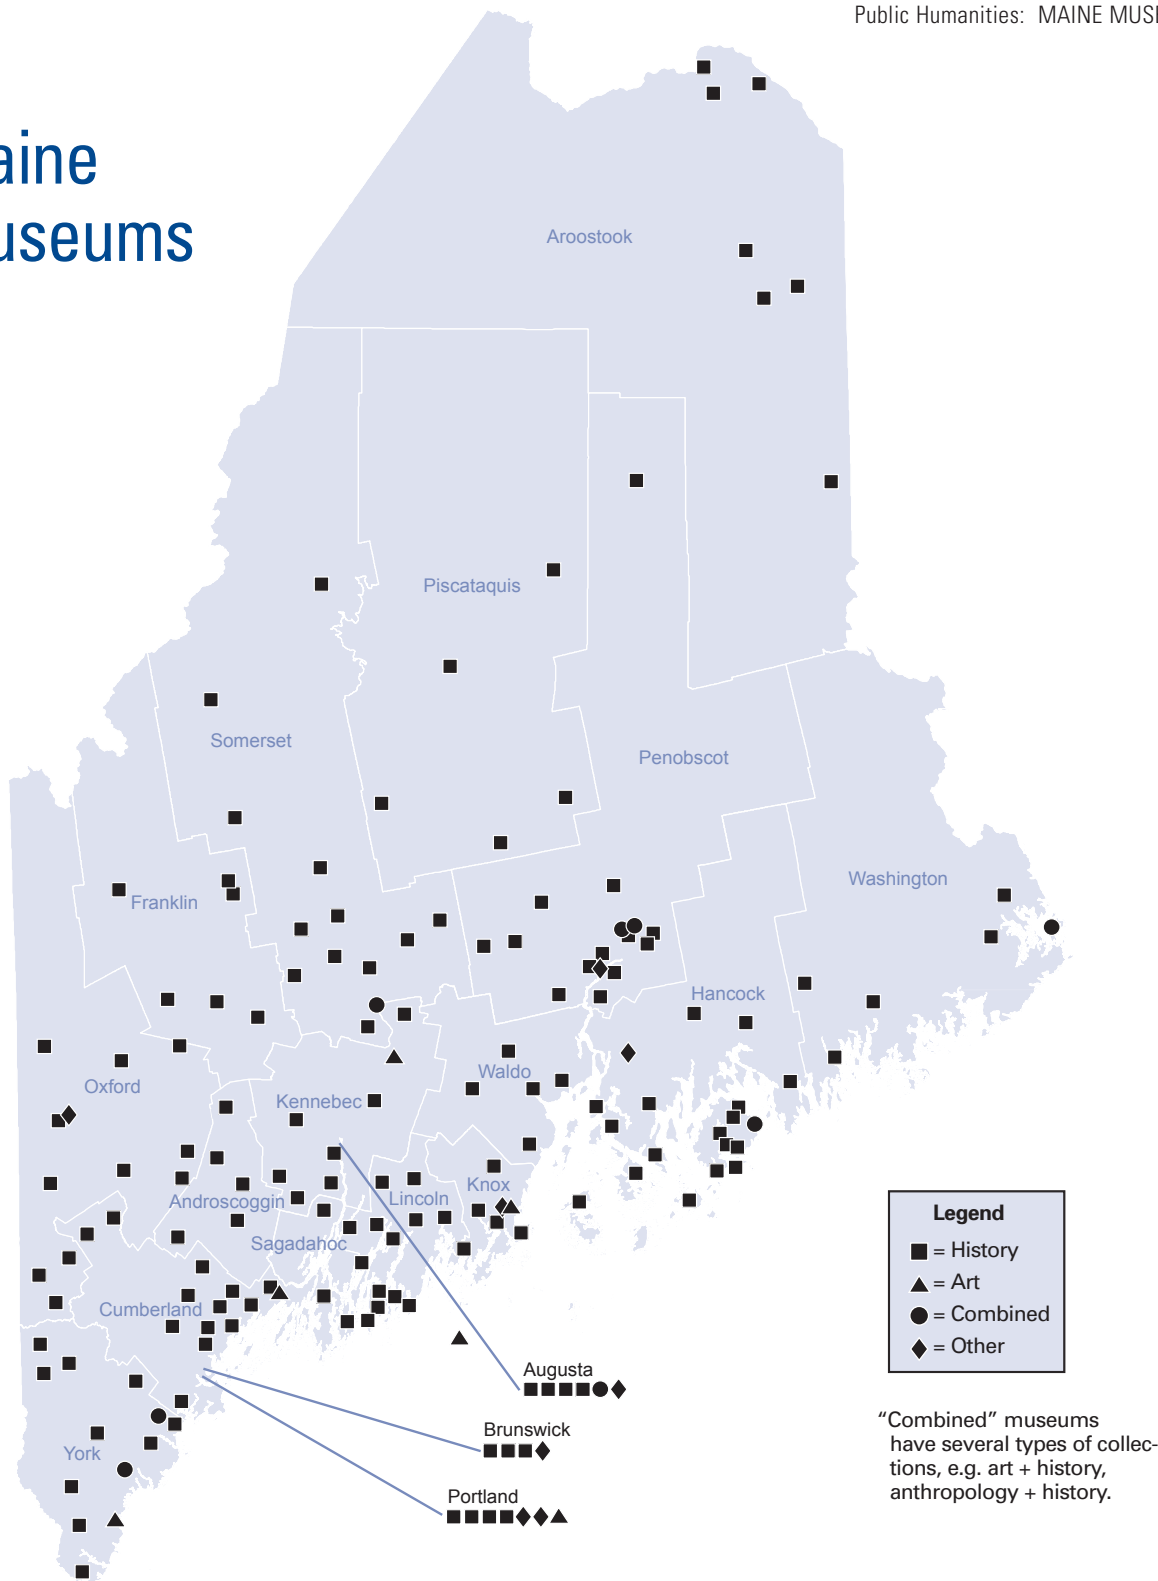 Public Humanities: MAINE MUSI
aine
useums
Aroostook
Piscataquis
Somerset
Penobscot
Franklin
Washington
Hancock
Oxford
Waldo
Kennebec
Knox
Androscoggin
Lincoln
Sagadahoc
Cumberland
York
Augusta
Brunswick
Portland
Legend
= History
= Art
= Combined
= Other
“Combined” museums
have several types of collec-
tions, e.g. art + history,
anthropology + history.